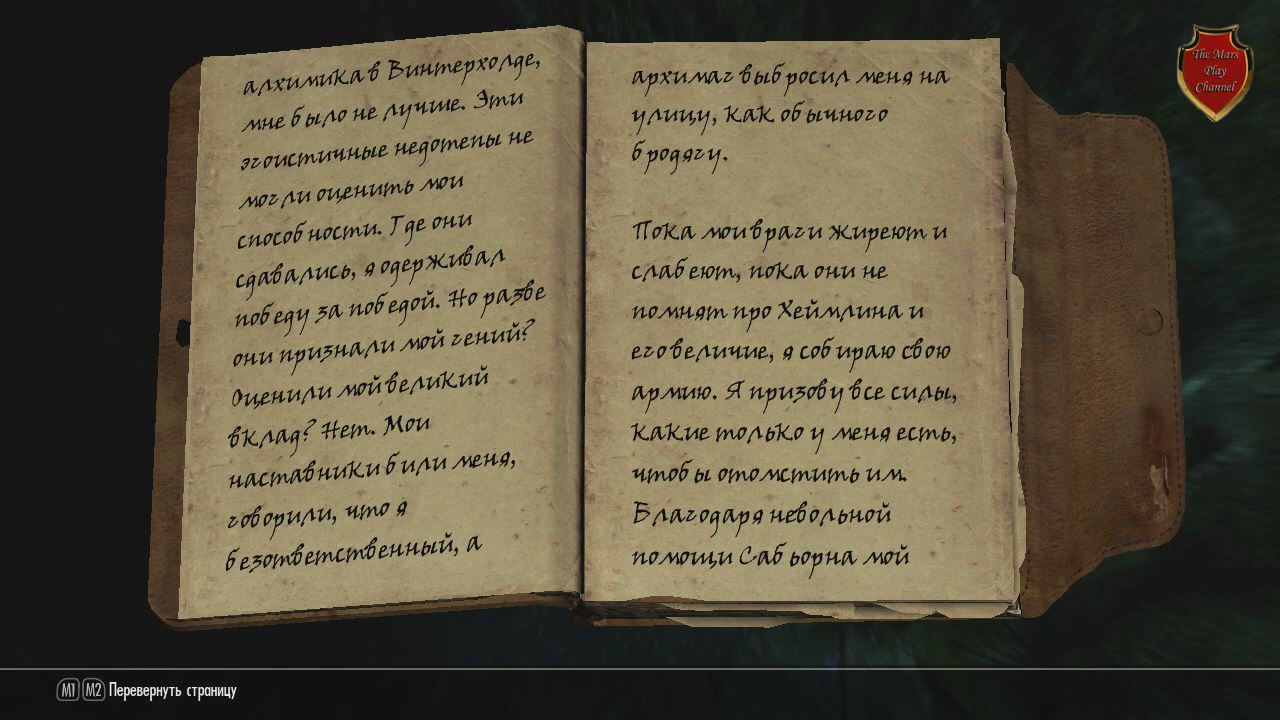 алхимика в Винтерхолде,
мне было не лучше. Эти
эгоистичные недотепы не
могли оценить мои
способности. Где они
сдавались, я одерживал
победу за победой. Но разве
они признали мой гений?
Оценили мой великий
вклад? Нет. Мои
наставники били меня,
говорили, что я
безответственный, а
архимаг выбросил меня на
улицу, как обычного
бродягу.
Пока мои враги жиреют и
слабеют, пока они не
помнят про Хеймлина и
его величие, я собираю свою
армию. Я призову все силы,
какие только у меня есть,
чтобы отомстить им.
Благодаря невольной
помощи Сабьорна мой
The Mars
Play
Channel
M1 M2 Перевернуть страницу